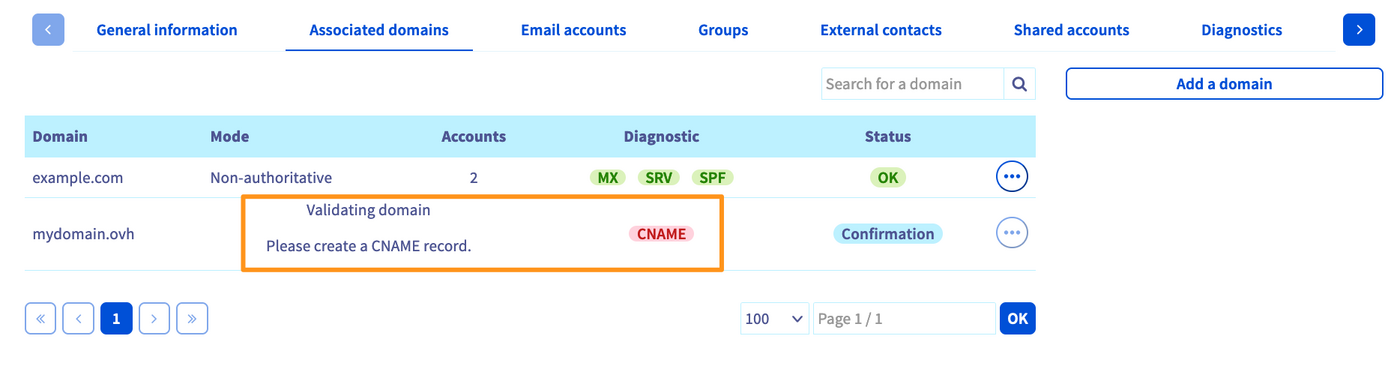 General information Associated domains Email accounts Groups External contacts Shared accounts Diagnostics
Search for a domain Add a domain
Domain Mode Accounts Diagnostic Status
example.com Non-authoritative 2 MX SRV SPF OK
Validating domain
mydomain.ovh CNAME Confirmation
Please create a CNAME record.
1 100 Page 1 / 1 OK